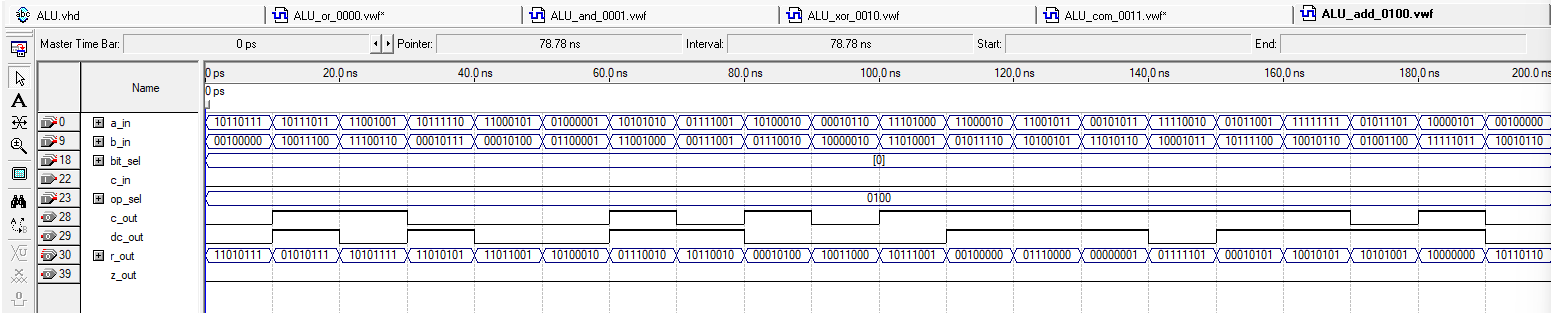 ALU.vhd ALU_or_0000.vwf* ALU_and_0001.vwf ALU_xor_0010.vwf ALU_com_0011.vwf* ALU_add_0100.vwf
Master Time Bar: 0 ps Pointer: 78.78 ns Interval: 78.78 ns Start: End:
Name 0 ps 20.0 ns 40.0 ns 60.0 ns 80.0 ns 100.0 ns 120.0 ns 140.0 ns 160.0 ns 180.0 ns 200.0 ns
0 ps
0 a_in 10110111 10111011 11001001 10111110 11000101 01000001 10101010 01111001 10100010 00010110 11101000 11000010 11001011 00101011 11110010 01011001 11111111 01011101 10000101 00100000
9 b_in 00100000 10011100 11100110 00010111 00010100 01100001 11001000 00111001 01110000 10000010 11010001 01011110 10100101 11010110 10001011 10111100 10010110 01001100 11111011 10010110
18 bit_sel [0]
22 c_in
23 op_sel 0100
28 c_out
29 dc_out
30 r_out 11010111 01010111 10101111 11010101 11011001 10100010 01110010 10110010 00010010 10011000 10111001 00100000 01110000 00000001 01111101 00010101 10010101 10101001 10000000 10110110
39 z_out